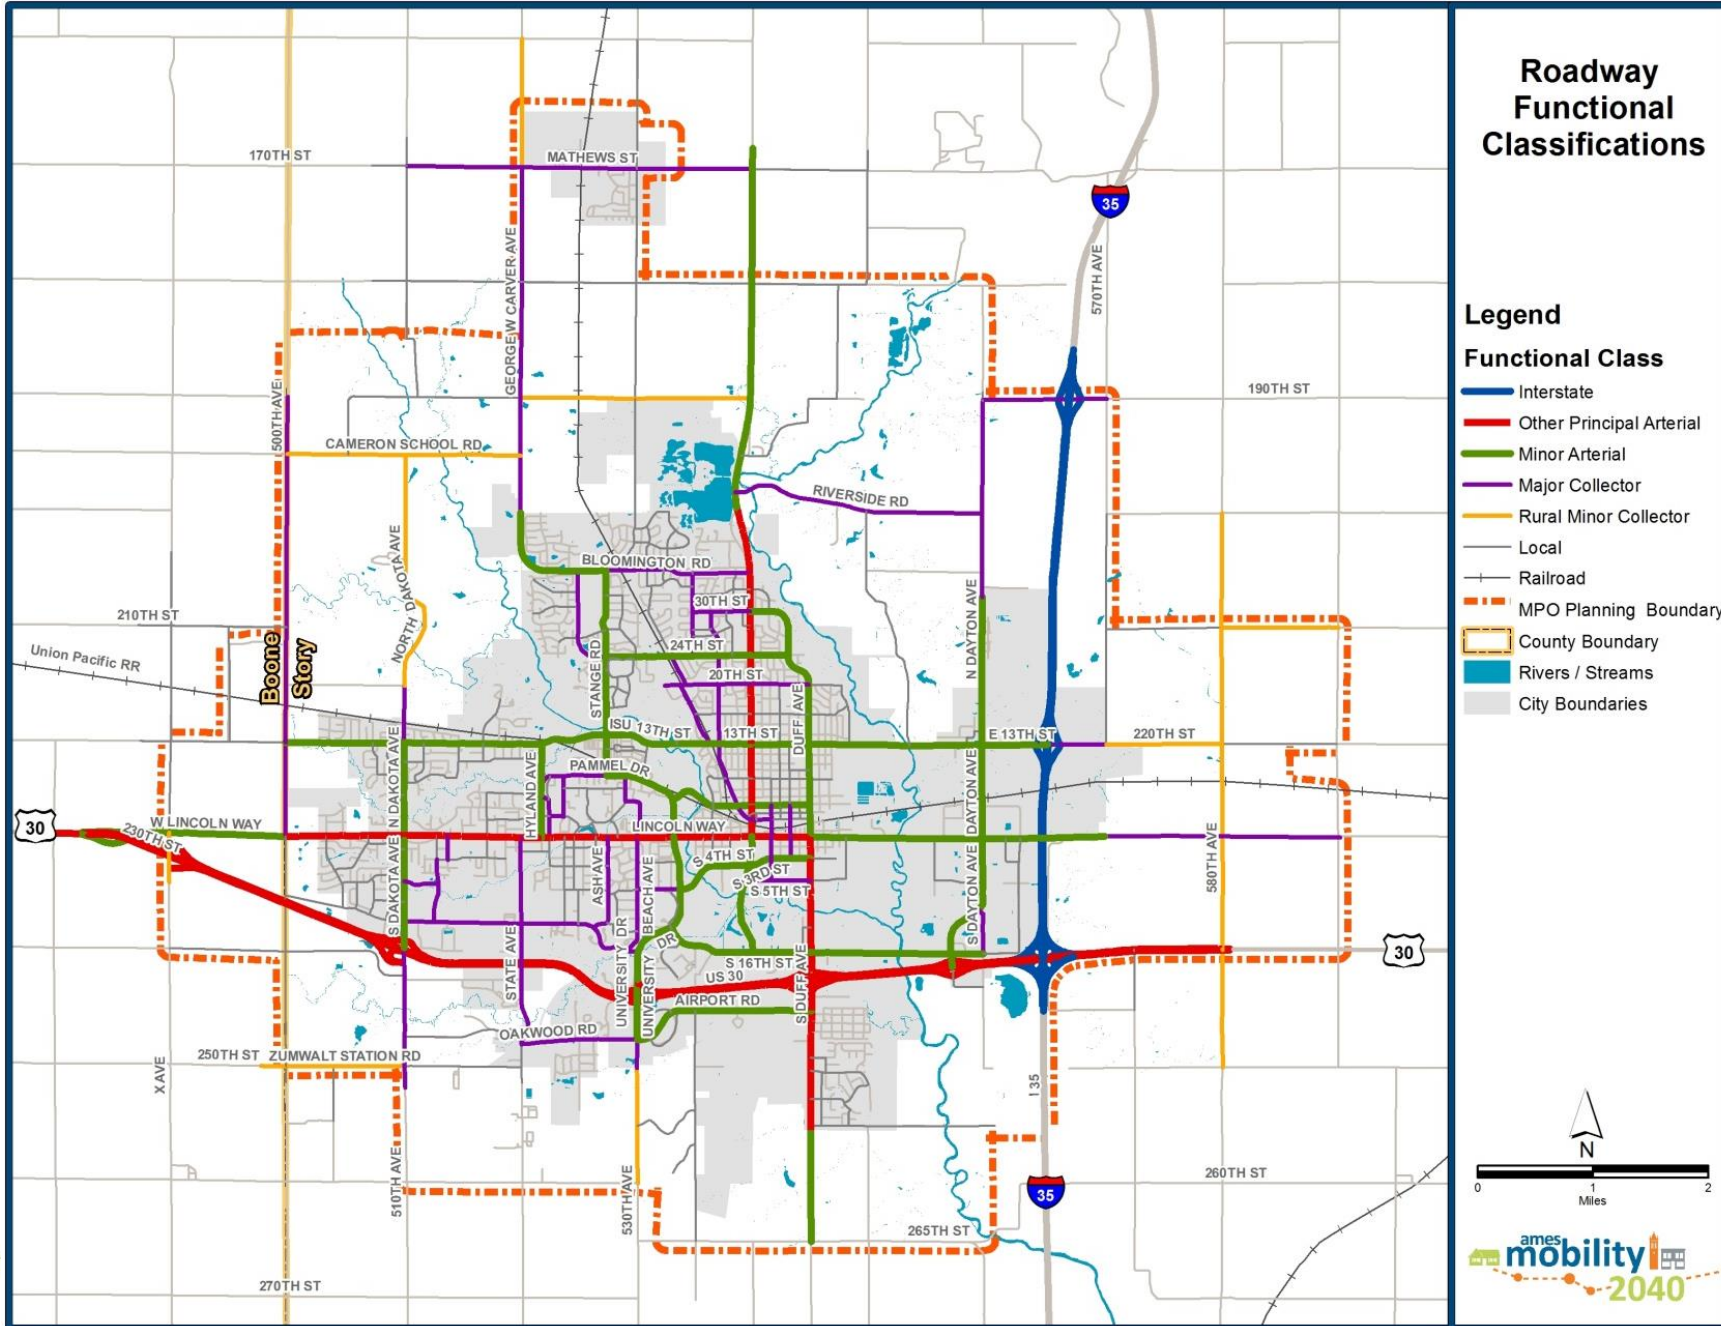 Roadway
Functional
Classifications
Legend
Functional Class
Interstate
Other Principal Arterial
Minor Arterial
Major Collector
Rural Minor Collector
Local
Railroad
MPO Planning Boundary
County Boundary
Rivers / Streams
City Boundaries
N
0 1 2
Miles
ames
mobility
2040
170TH ST
MATHEWS ST
35
570TH AVE
GEORGE W CARVER AVE
190TH ST
500TH AVE
CAMERON SCHOOL RD
RIVERSIDE RD
NORTH DAKOTA AVE
BLOOMINGTON RD
30TH ST
N DAYTON AVE
210TH ST
24TH ST
Union Pacific RR
Boone
Story
STANGE RD
20TH ST
DUFF AVE
ISU 13TH ST
13TH ST
E 13TH ST
220TH ST
N DAKOTA AVE
PAMMEL DR
HYLAND AVE
DAYTON AVE
30
W LINCOLN WAY
230TH ST
LINCOLN WAY
580TH AVE
S DAKOTA AVE
ASH AVE
BEACH AVE
S 4TH ST
S 3RD ST
S 5TH ST
S DAYTON AVE
STATE AVE
UNIVERSITY DR
UNIVERSITY
DR
S 16TH ST
US 30
S DUFF AVE
30
AIRPORT RD
OAKWOOD RD
250TH ST
ZUMWALT STATION RD
X AVE
I 35
510TH AVE
530TH AVE
35
260TH ST
265TH ST
270TH ST